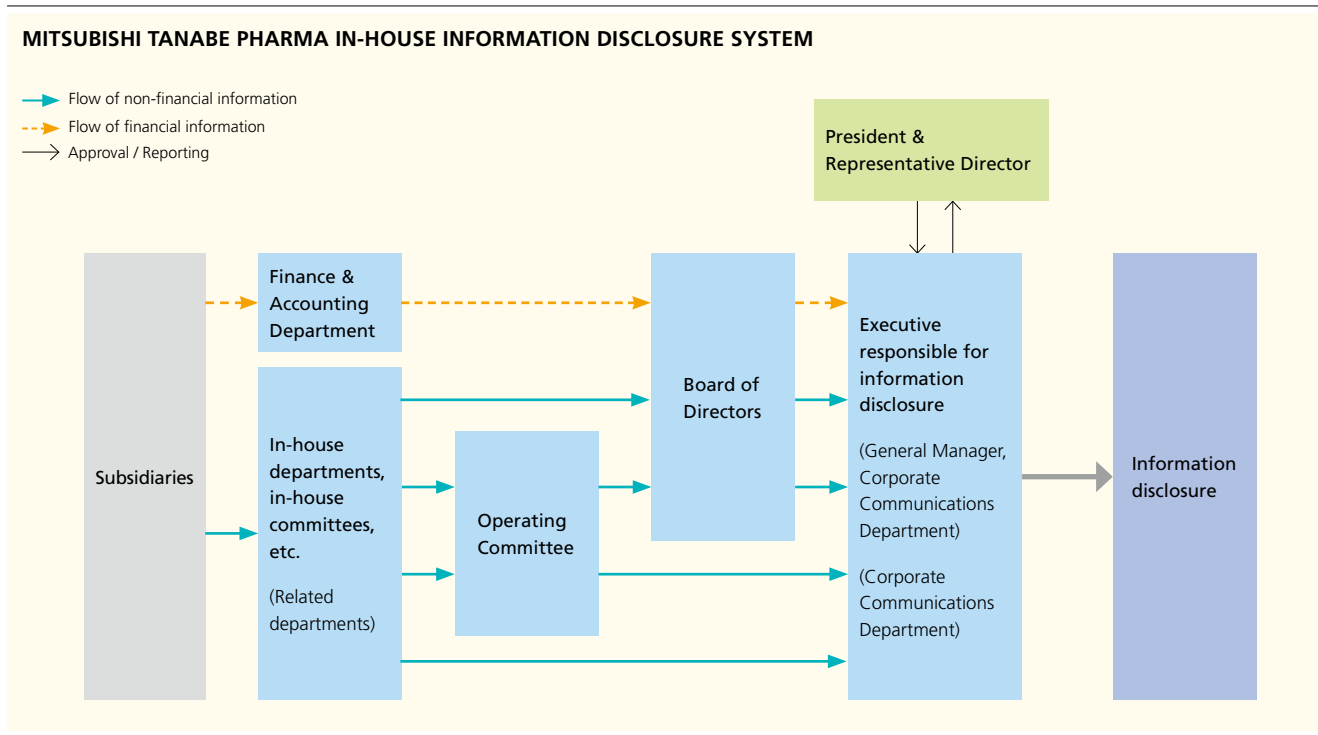 MITSUBISHI TANABE PHARMA IN-HOUSE INFORMATION DISCLOSURE SYSTEM
Flow of non-financial information
Flow of financial information
Approval / Reporting
President &
Representative Director
Subsidiaries
Finance &
Accounting
Department
In-house
departments,
in-house
committees,
etc.
(Related
departments)
Operating
Committee
Board of
Directors
Executive
responsible for
information
disclosure
(General Manager,
Corporate
Communications
Department)
(Corporate
Communications
Department)
Information
disclosure